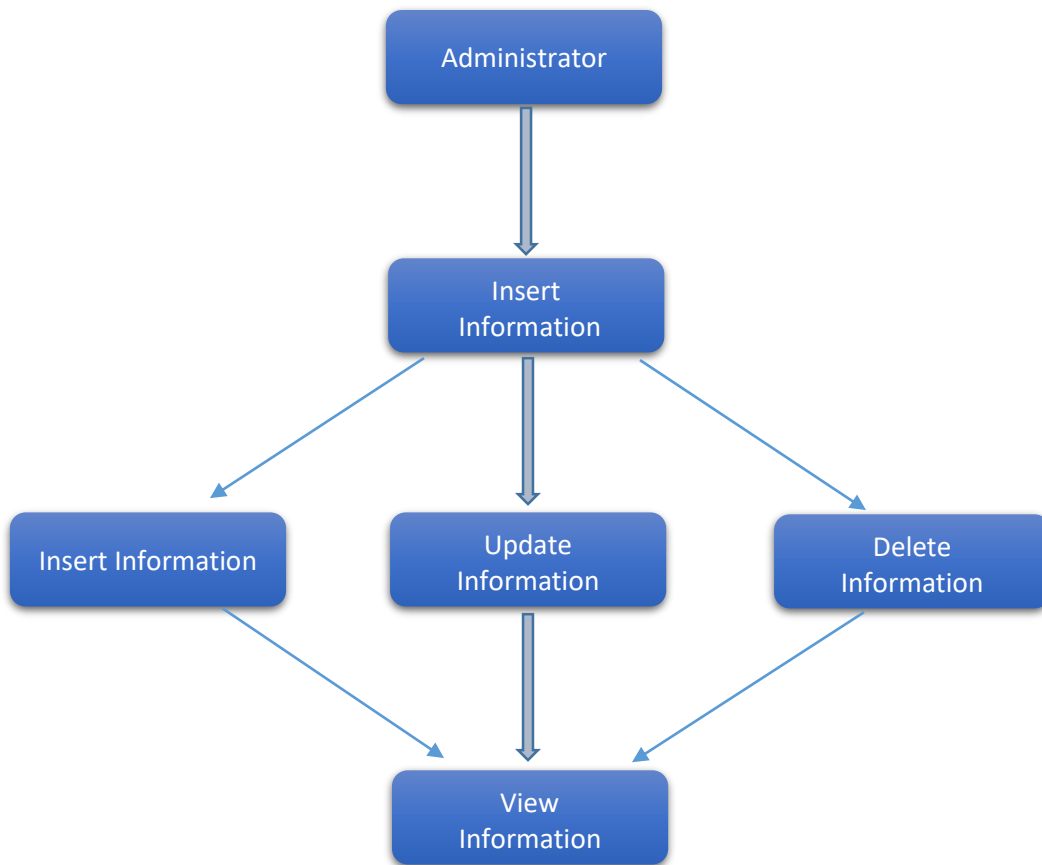 Administrator
Insert
Information
Insert Information
Update
Information
Delete
Information
View
Information